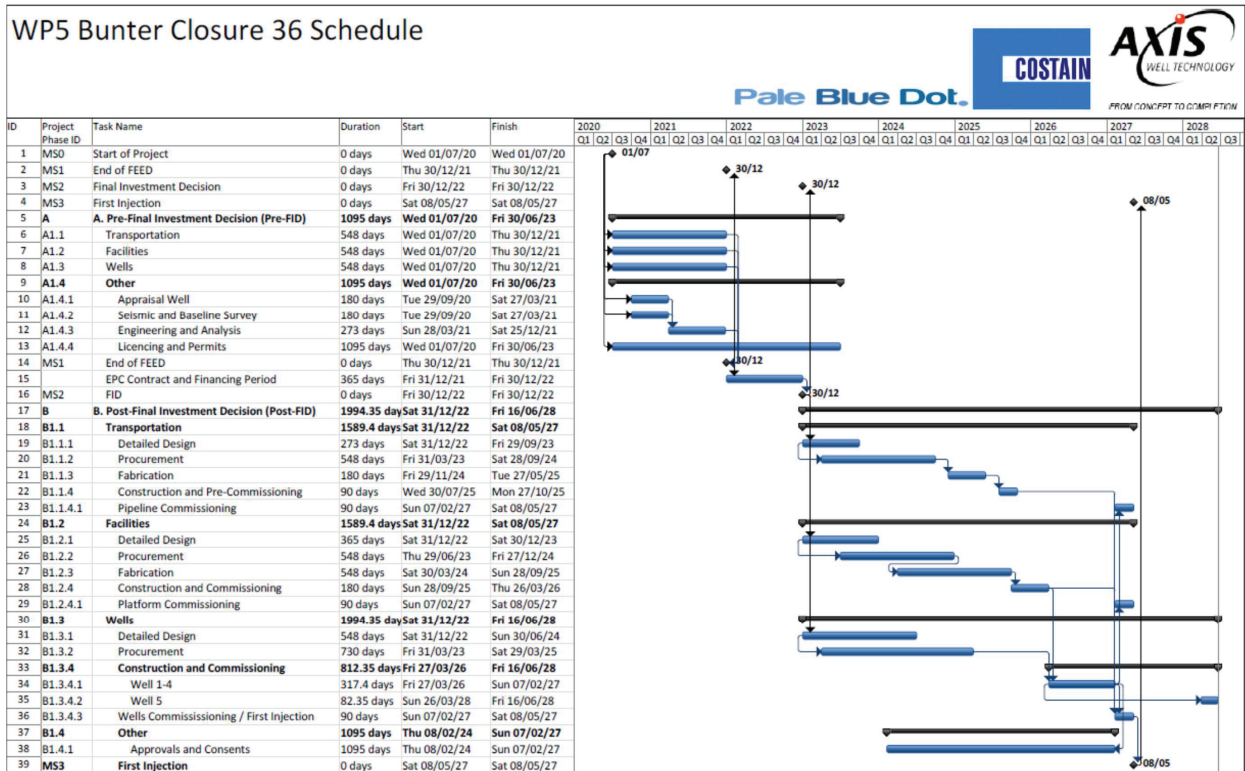 WP5 Bunter Closure 36 Schedule
Pale Blue Dot.
COSTAIN
AXIS
WELL TECHNOLOGY
FROM CONCEPT TO COMPLETION
ID Project Phase ID Task Name Duration Start Finish 2020 2021 2022 2023 2024 2025 2026 2027 2028
Q1 Q2 Q3 Q4 Q1 Q2 Q3 Q4 Q1 Q2 Q3 Q4 Q1 Q2 Q3 Q4 Q1 Q2 Q3 Q4 Q1 Q2 Q3 Q4 Q1 Q2 Q3 Q4 Q1 Q2 Q3 Q4 Q1 Q2 Q3
1 MS0 Start of Project 0 days Wed 01/07/20 Wed 01/07/20 01/07
2 MS1 End of FEED 0 days Thu 30/12/21 Thu 30/12/21 30/12
3 MS2 Final Investment Decision 0 days Fri 30/12/22 Fri 30/12/22 30/12
4 MS3 First Injection 0 days Sat 08/05/27 Sat 08/05/27 08/05
5 A A. Pre-Final Investment Decision (Pre-FID) 1095 days Wed 01/07/20 Fri 30/06/23
6 A1.1 Transportation 548 days Wed 01/07/20 Thu 30/12/21
7 A1.2 Facilities 548 days Wed 01/07/20 Thu 30/12/21
8 A1.3 Wells 548 days Wed 01/07/20 Thu 30/12/21
9 A1.4 Other 1095 days Wed 01/07/20 Fri 30/06/23
10 A1.4.1 Appraisal Well 180 days Tue 29/09/20 Sat 27/03/21
11 A1.4.2 Seismic and Baseline Survey 180 days Tue 29/09/20 Sat 27/03/21
12 A1.4.3 Engineering and Analysis 273 days Sun 28/03/21 Sat 25/12/21
13 A1.4.4 Licencing and Permits 1095 days Wed 01/07/20 Fri 30/06/23
14 MS1 End of FEED 0 days Thu 30/12/21 Thu 30/12/21 30/12
15 EPC Contract and Financing Period 365 days Fri 31/12/21 Fri 30/12/22
16 MS2 FID 0 days Fri 30/12/22 Fri 30/12/22 30/12
17 B B. Post-Final Investment Decision (Post-FID) 1994.35 day Sat 31/12/22 Fri 16/06/28
18 B1.1 Transportation 1589.4 days Sat 31/12/22 Sat 08/05/27
19 B1.1.1 Detailed Design 273 days Sat 31/12/22 Fri 29/09/23
20 B1.1.2 Procurement 548 days Fri 31/03/23 Sat 28/09/24
21 B1.1.3 Fabrication 180 days Fri 29/11/24 Tue 27/05/25
22 B1.1.4 Construction and Pre-Commissioning 90 days Wed 30/07/25 Mon 27/10/25
23 B1.1.4.1 Pipeline Commissioning 90 days Sun 07/02/27 Sat 08/05/27
24 B1.2 Facilities 1589.4 days Sat 31/12/22 Sat 08/05/27
25 B1.2.1 Detailed Design 365 days Sat 31/12/22 Sat 30/12/23
26 B1.2.2 Procurement 548 days Thu 29/06/23 Fri 27/12/24
27 B1.2.3 Fabrication 548 days Sat 30/03/24 Sun 28/09/25
28 B1.2.4 Construction and Commissioning 180 days Sun 28/09/25 Thu 26/03/26
29 B1.2.4.1 Platform Commissioning 90 days Sun 07/02/27 Sat 08/05/27
30 B1.3 Wells 1994.35 day Sat 31/12/22 Fri 16/06/28
31 B1.3.1 Detailed Design 548 days Sat 31/12/22 Sun 30/06/24
32 B1.3.2 Procurement 730 days Fri 31/03/23 Sat 29/03/25
33 B1.3.4 Construction and Commissioning 812.35 days Fri 27/03/26 Fri 16/06/28
34 B1.3.4.1 Well 1-4 317.4 days Fri 27/03/26 Sun 07/02/27
35 B1.3.4.2 Well 5 82.35 days Sun 26/03/28 Fri 16/06/28
36 B1.3.4.3 Wells Commississioning / First Injection 90 days Sun 07/02/27 Sat 08/05/27
37 B1.4 Other 1095 days Thu 08/02/24 Sun 07/02/27
38 B1.4.1 Approvals and Consents 1095 days Thu 08/02/24 Sun 07/02/27
39 MS3 First Injection 0 days Sat 08/05/27 Sat 08/05/27 08/05